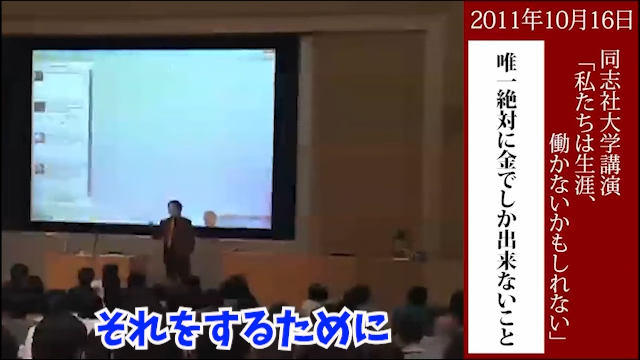 2011年10月16日
同志社大学講演
「私たちは生涯、
働かないかもしれない」
唯一絶対に金でしか出来ないこと
それをするために